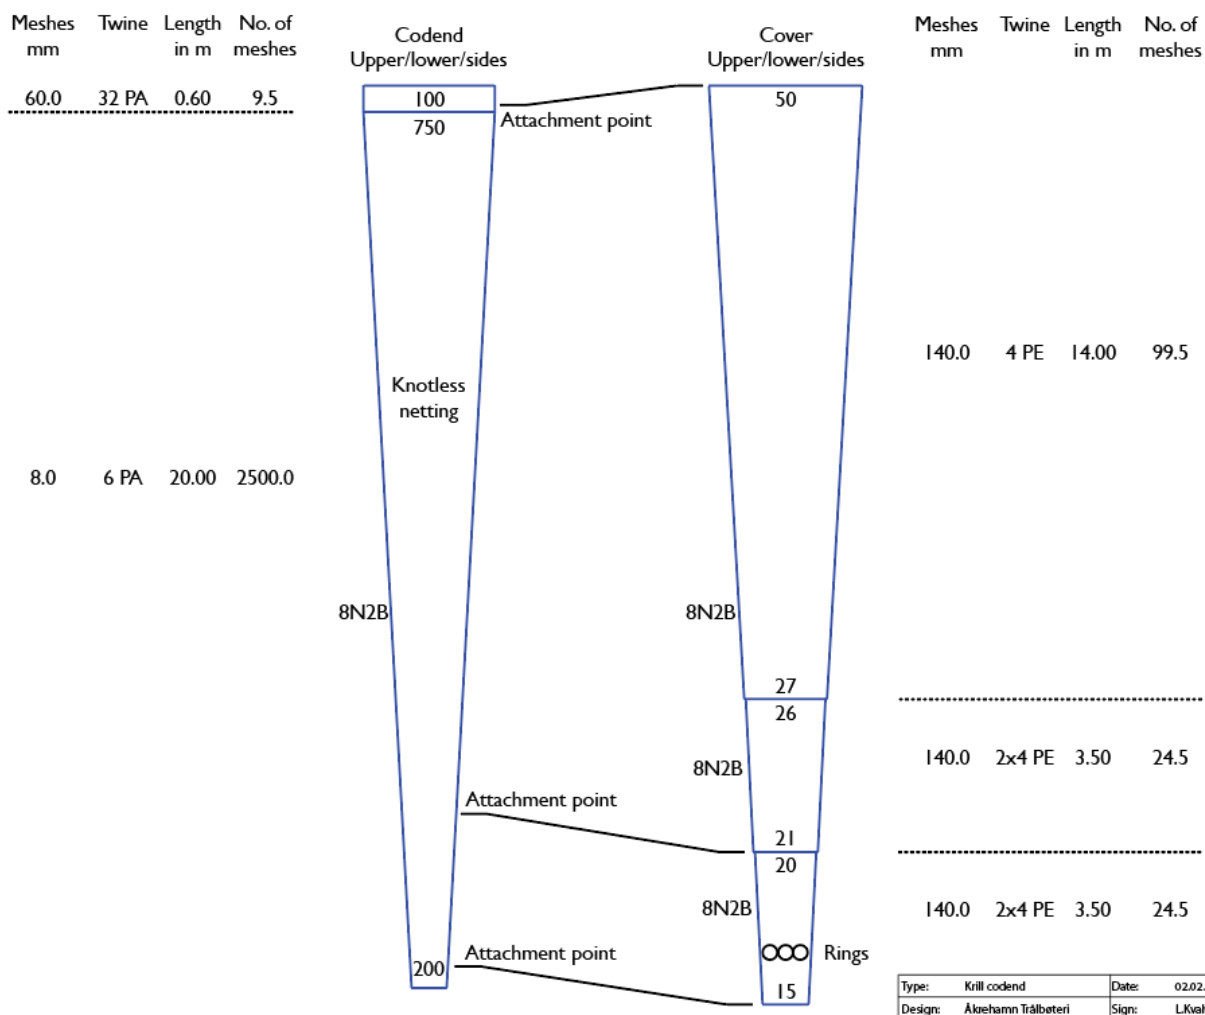 Meshes Twine Length No. of
mm in m meshes
Codend
Upper/lower/sides
Cover
Upper/lower/sides
Meshes Twine Length No. of
mm in m meshes
60.0 32 PA 0.60 9.5
100
Attachment point
750
50
Knotless
netting
140.0 4 PE 14.00 99.5
8.0 6 PA 20.00 2500.0
8N2B
8N2B
27
26
8N2B
140.0 2x4 PE 3.50 24.5
Attachment point
21
20
8N2B
140.0 2x4 PE 3.50 24.5
Attachment point
200
Rings
15
Type: Krill codend Date: 02.02.
Design: Åkrehamn Trålbøteri Sign: